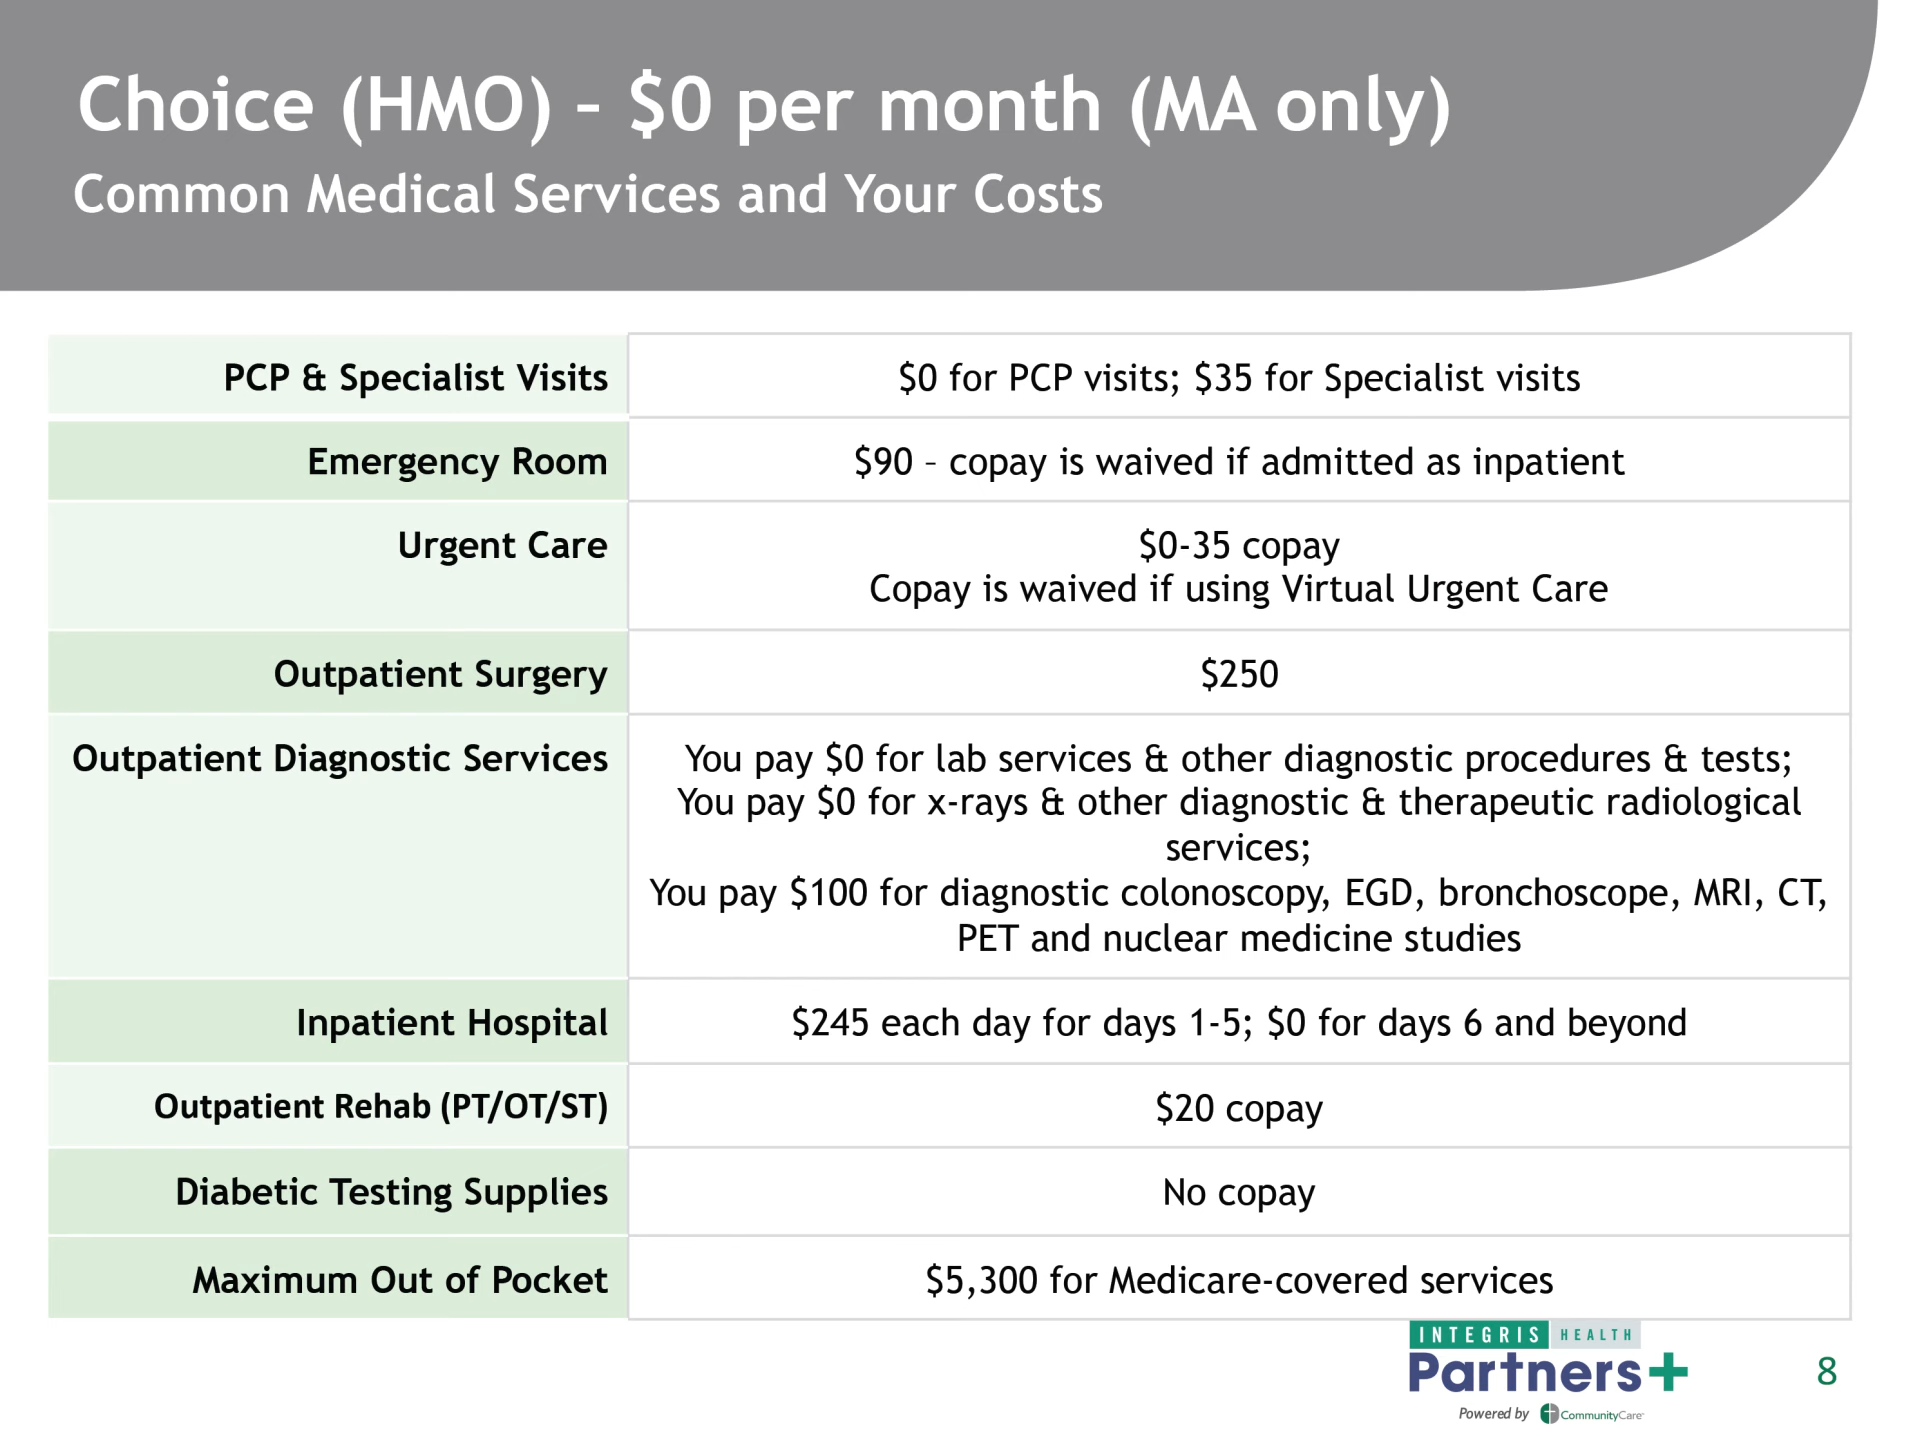 Choice (HMO) – $0 per month (MA only)
Common Medical Services and Your Costs
PCP & Specialist Visits
$0 for PCP visits; $35 for Specialist visits
Emergency Room
$90 – copay is waived if admitted as inpatient
Urgent Care
$0-35 copay
Copay is waived if using Virtual Urgent Care
Outpatient Surgery
$250
Outpatient Diagnostic Services
You pay $0 for lab services & other diagnostic procedures & tests;
You pay $0 for x-rays & other diagnostic & therapeutic radiological
services;
You pay $100 for diagnostic colonoscopy, EGD, bronchoscope, MRI, CT,
PET and nuclear medicine studies
Inpatient Hospital
$245 each day for days 1-5; $0 for days 6 and beyond
Outpatient Rehab (PT/OT/ST)
$20 copay
Diabetic Testing Supplies
No copay
Maximum Out of Pocket
$5,300 for Medicare-covered services
INTEGRIS HEALTH
Partners+
Powered by CommunityCare
8